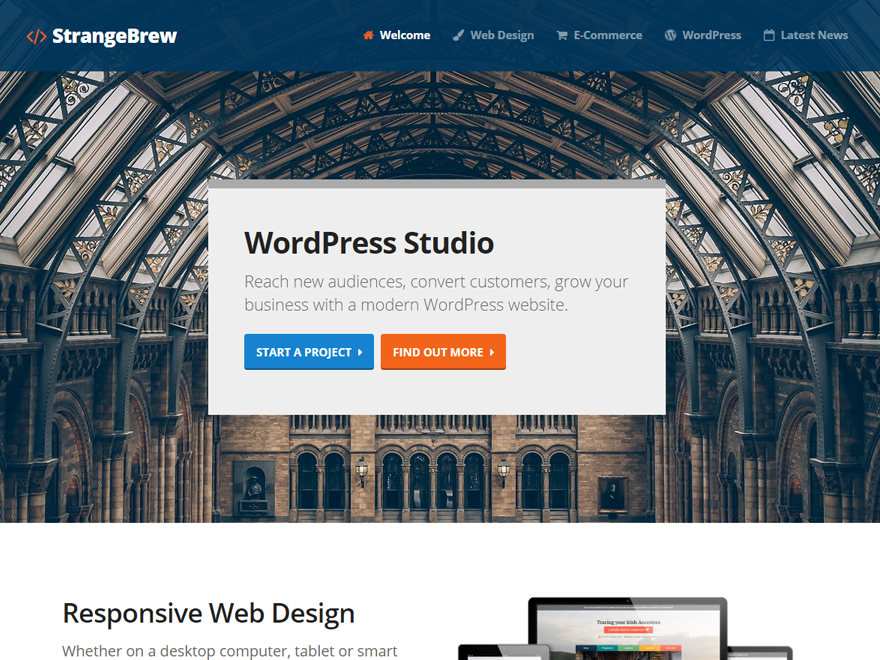 </> StrangeBrew
Welcome
Web Design
E-Commerce
WordPress
Latest News
WordPress Studio
Reach new audiences, convert customers, grow your
business with a modern WordPress website.
START A PROJECT
FIND OUT MORE
Responsive Web Design
Whether on a desktop computer, tablet or smart
Tracing your Irish Ancestors